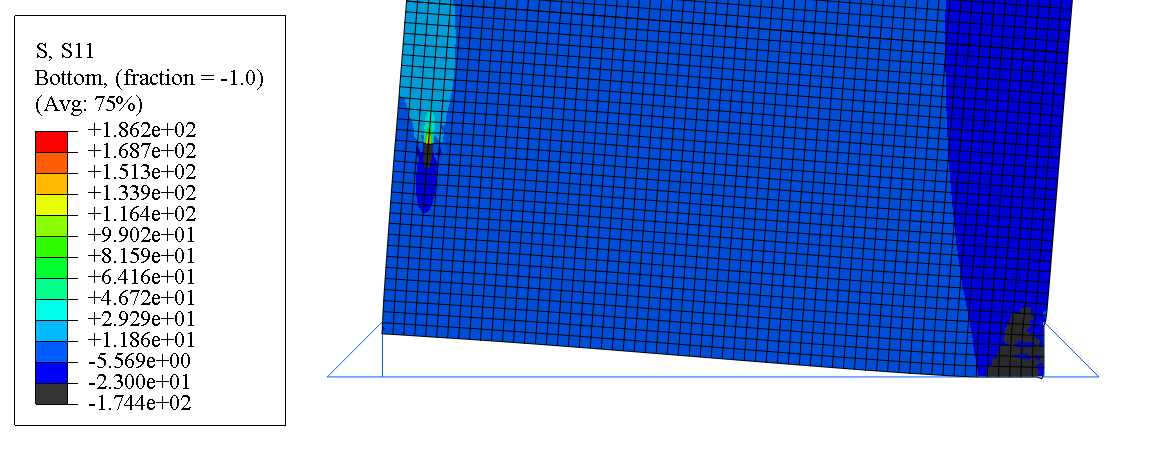 S, S11
Bottom, (fraction = -1.0)
(Avg: 75%)
+1.862e+02
+1.687e+02
+1.513e+02
+1.339e+02
+1.164e+02
+9.902e+01
+8.159e+01
+6.416e+01
+4.672e+01
+2.929e+01
+1.186e+01
-5.569e+00
-2.300e+01
-1.744e+02